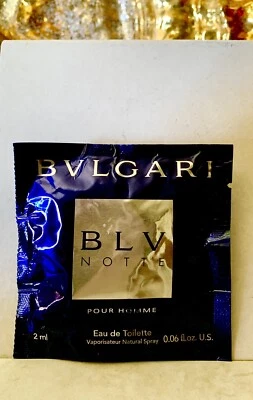 BVLGARI
BLV
NOTTE
POUR HOMME
Eau de Toilette
2 ml Vaporisateur Natural Spray 0.06 fl.oz. U.S.